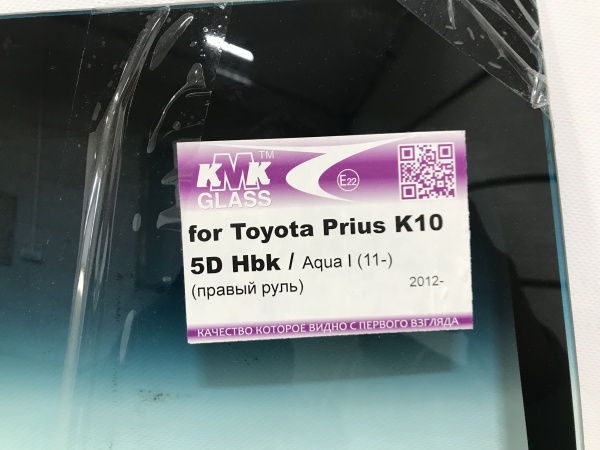 KMK TM
GLASS
E22
for Toyota Prius K10
5D Hbk / Aqua I (11-)
(правый руль) 2012-
КАЧЕСТВО КОТОРОЕ ВИДНО С ПЕРВОГО ВЗГЛЯДА